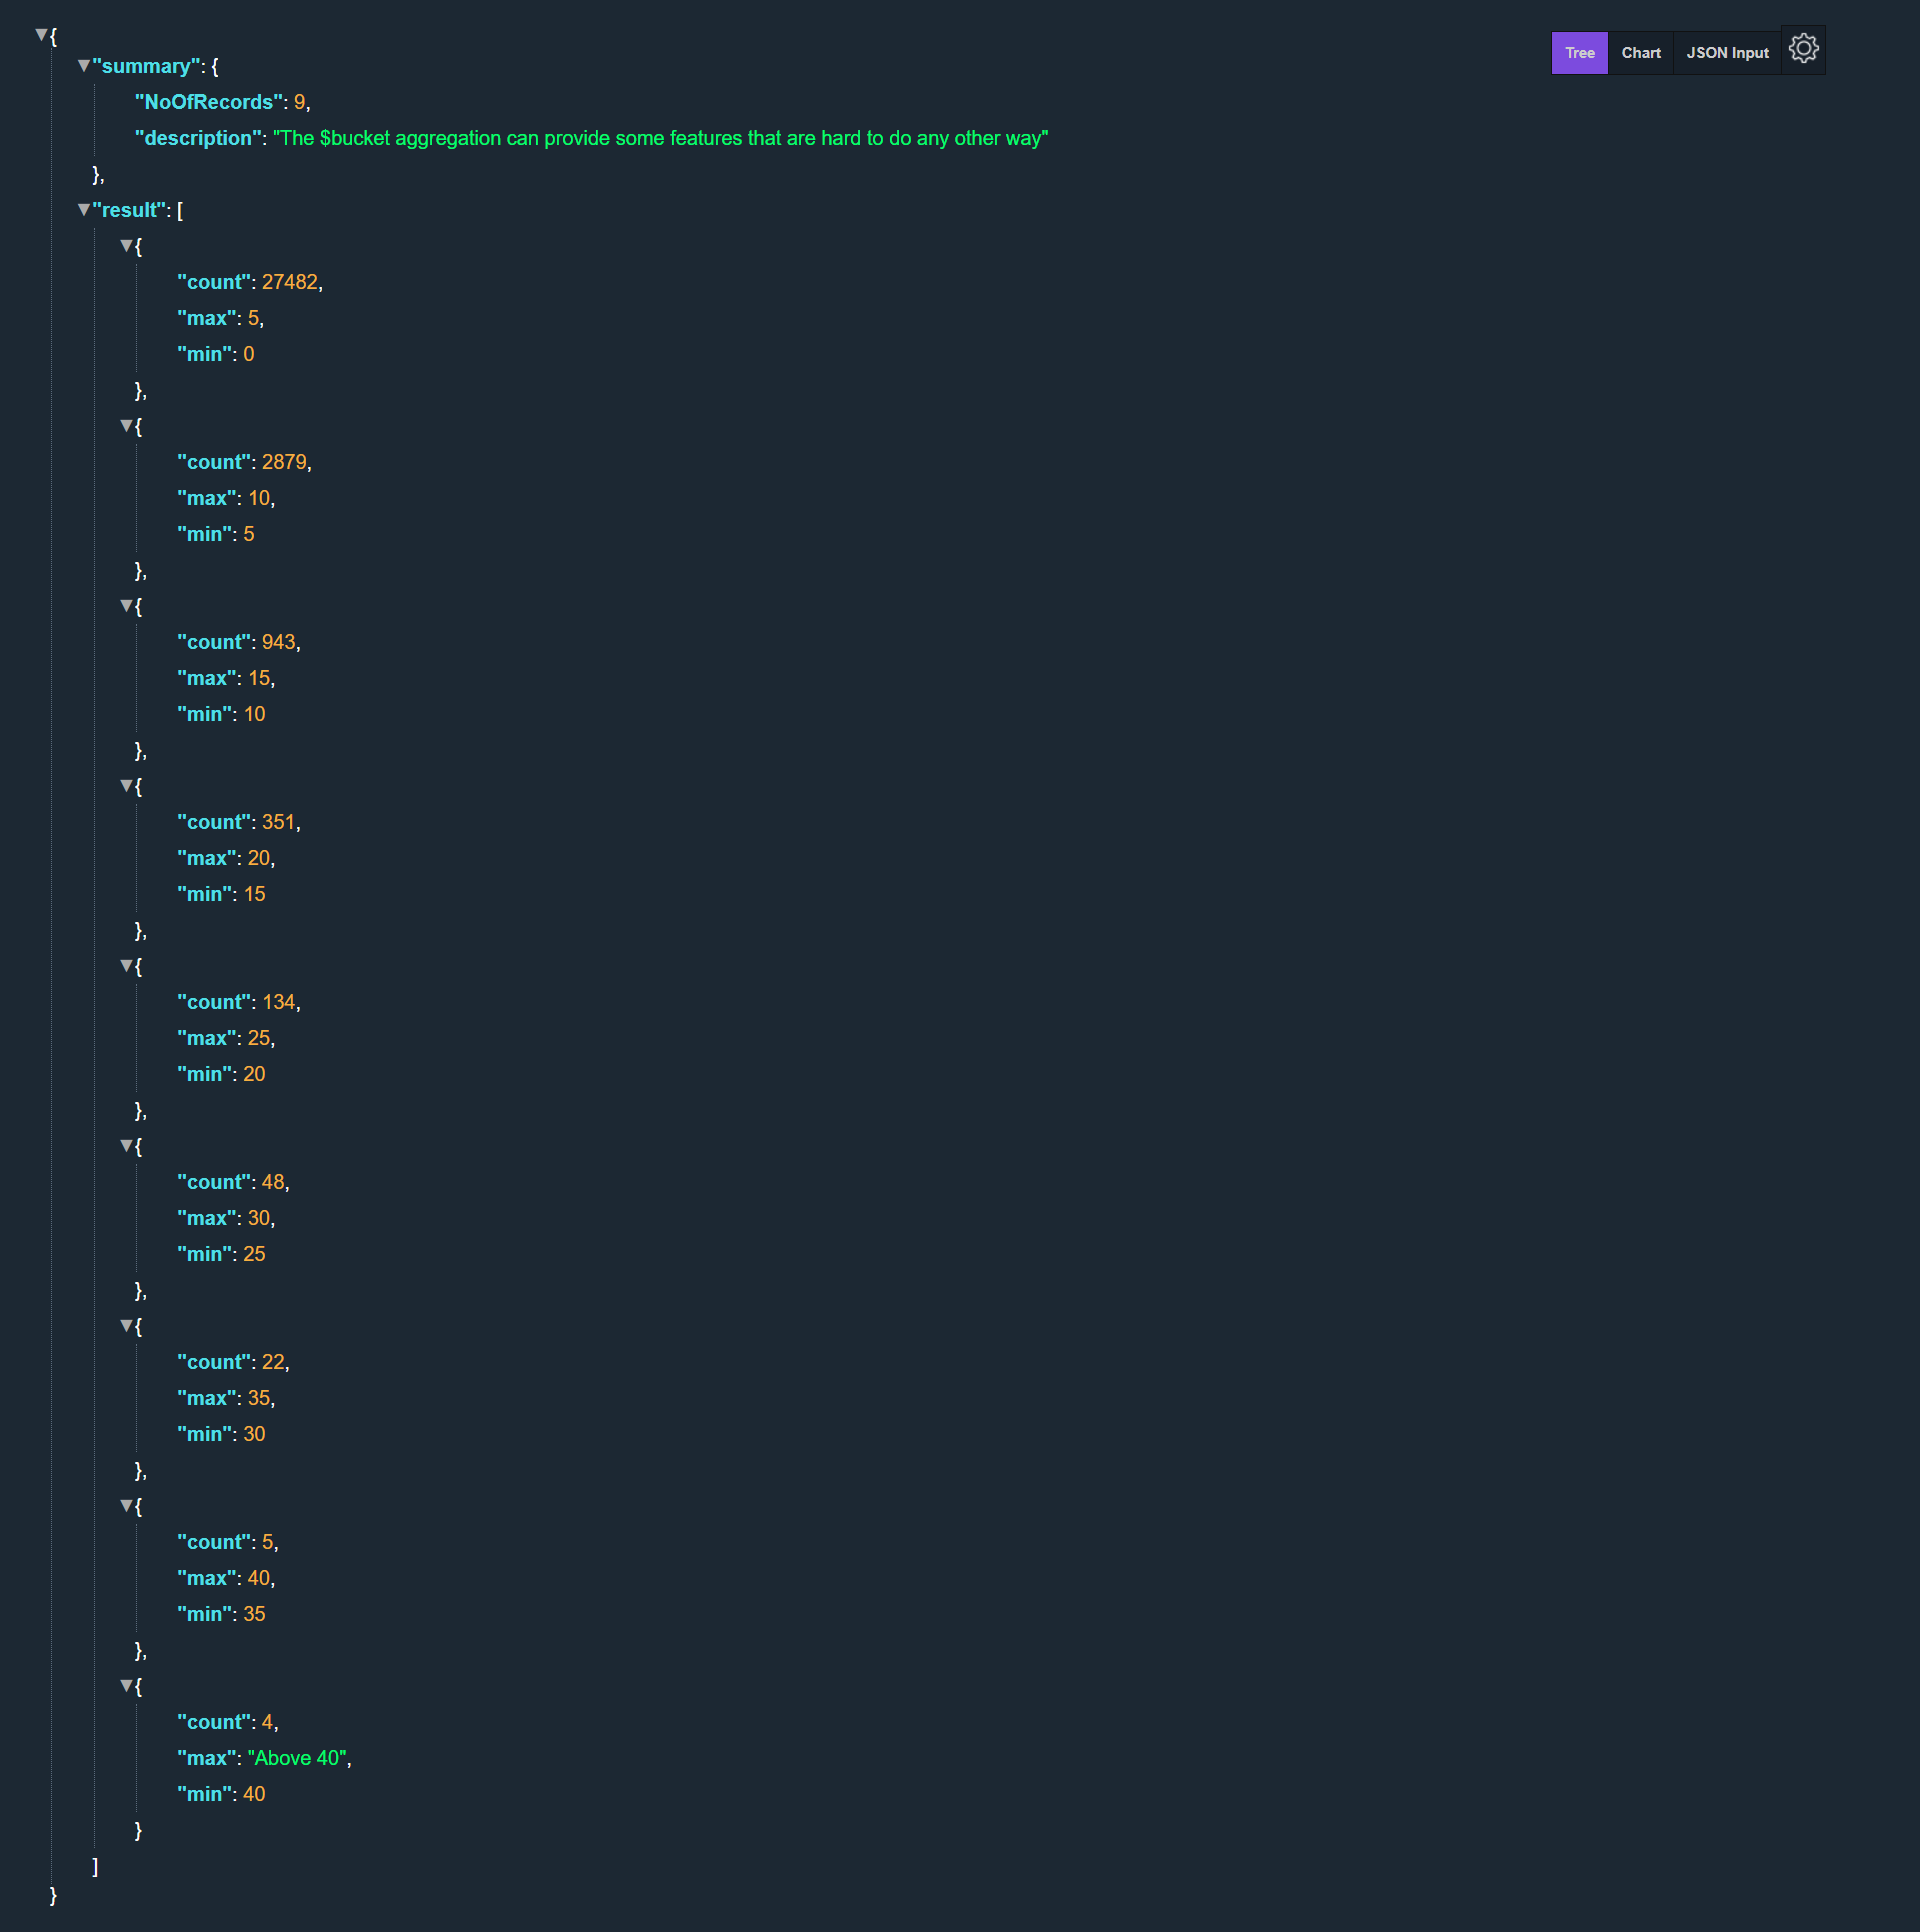 {
Tree Chart JSON Input
"summary": {
"NoOfRecords": 9,
"description": "The $bucket aggregation can provide some features that are hard to do any other way"
},
"result": [
{
"count": 27482,
"max": 5,
"min": 0
},
{
"count": 2879,
"max": 10,
"min": 5
},
{
"count": 943,
"max": 15,
"min": 10
},
{
"count": 351,
"max": 20,
"min": 15
},
{
"count": 134,
"max": 25,
"min": 20
},
{
"count": 48,
"max": 30,
"min": 25
},
{
"count": 22,
"max": 35,
"min": 30
},
{
"count": 5,
"max": 40,
"min": 35
},
{
"count": 4,
"max": "Above 40",
"min": 40
}
]
}